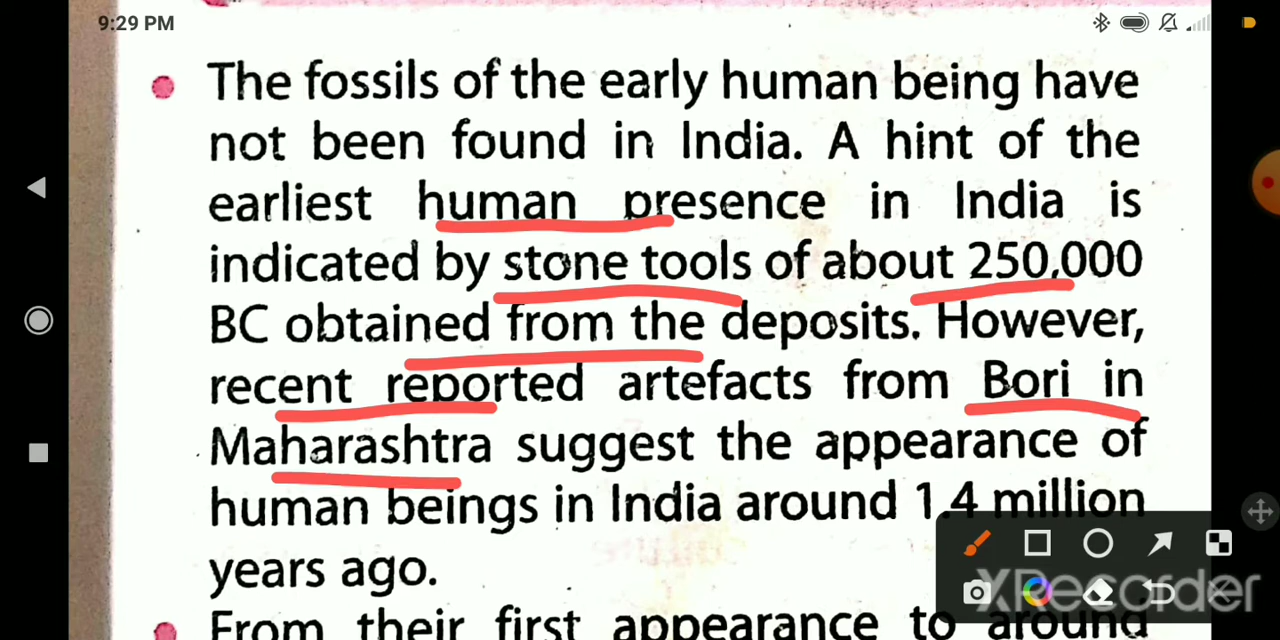 9:29 PM
The fossils of the early human being have
not been found in India. A hint of the
earliest human presence in India is
indicated by stone tools of about 250,000
BC obtained from the deposits. However,
recent reported artefacts from Bori in
Maharashtra suggest the appearance of
human beings in India around 1.4 million
years ago.
From their first appearance to around
XRecorder